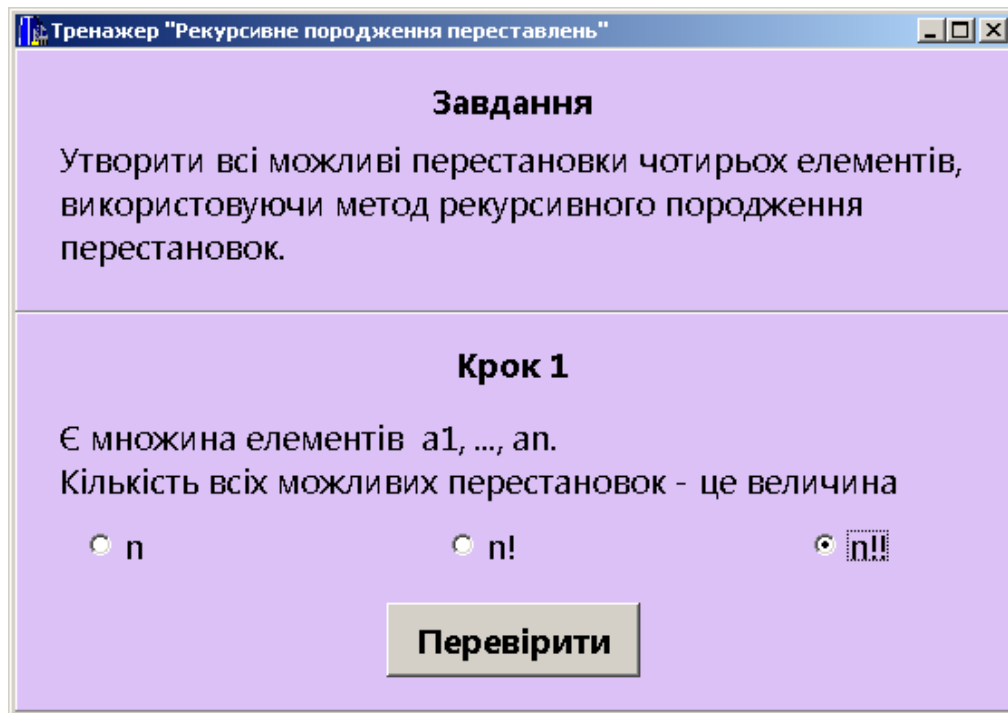 Тренажер "Рекурсивне породження переставлень"
Завдання
Утворити всі можливі перестановки чотирьох елементів,
використовуючи метод рекурсивного породження
перестановок.
Крок 1
Є множина елементів a1, ..., an.
Кількість всіх можливих перестановок - це величина
n n! n!!
Перевірити